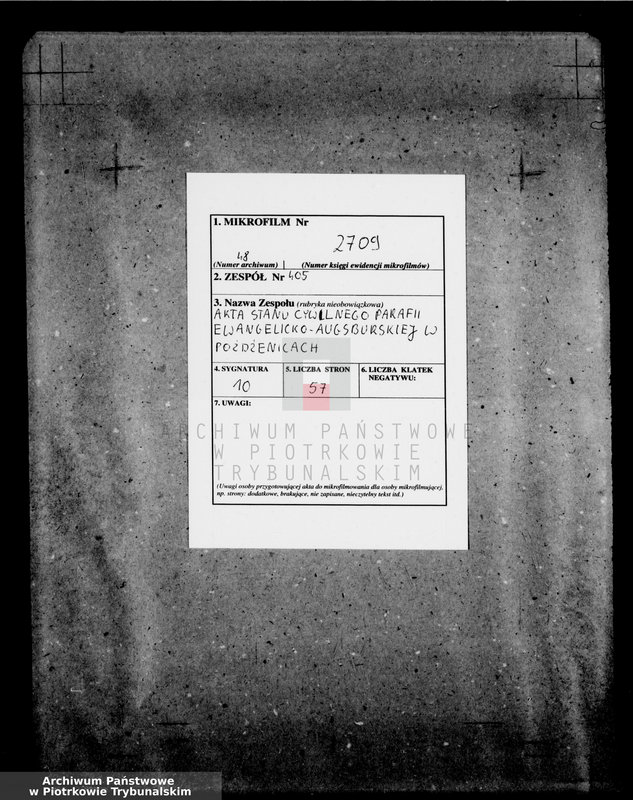 1. MIKROFILM Nr
2709
48
(Numer archiwum) (Numer księgi ewidencji mikrofilmów)
2. ZESPÓŁ Nr 405
3. Nazwa Zespołu (rubryka nieobowiązkowa)
AKTA STANU CYWILNEGO PARAFII
EWANGELICKO-AUGSBURSKIEJ W
POŻDŻENICACH
4. SYGNATURA
10
5. LICZBA STRON
57
6. LICZBA KLATEK
NEGATYWU:
7. UWAGI:
ARCHIWUM PAŃSTWOWE
W PIOTRKOWIE
TRYBUNALSKIM
(Uwagi osoby przygotowującej akta do mikrofilmowania dla osoby mikrofilmującej.
np. strony: dodatkowe, brakujące, nie zapisane, nieczytelny tekst itd.)
Archiwum Państwowe
w Piotrkowie Trybunalskim